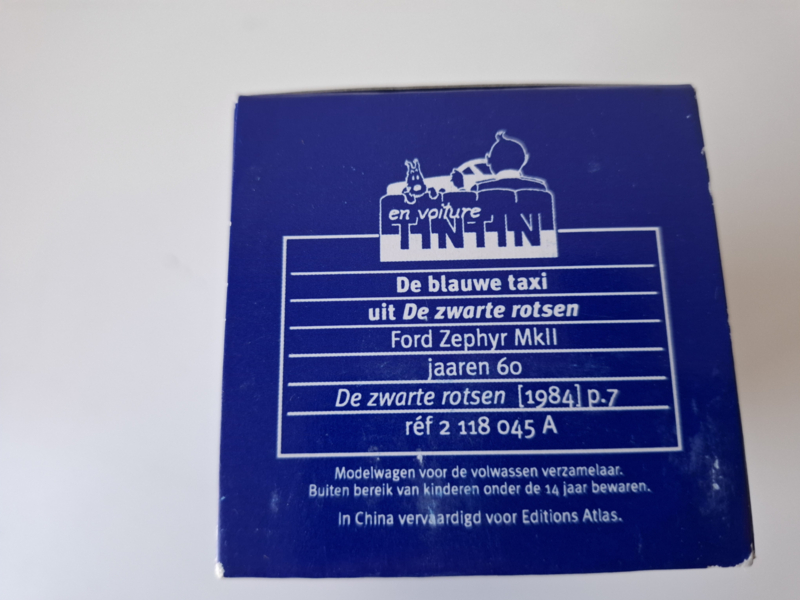 en voiture
TINTIN
De blauwe taxi
uit De zwarte rotsen
Ford Zephyr MkII
jaaren 60
De zwarte rotsen [1984] p.7
réf 2 118 045 A
Modelwagen voor de volwassen verzamelaar.
Buiten bereik van kinderen onder de 14 jaar bewaren.
In China vervaardigd voor Editions Atlas.